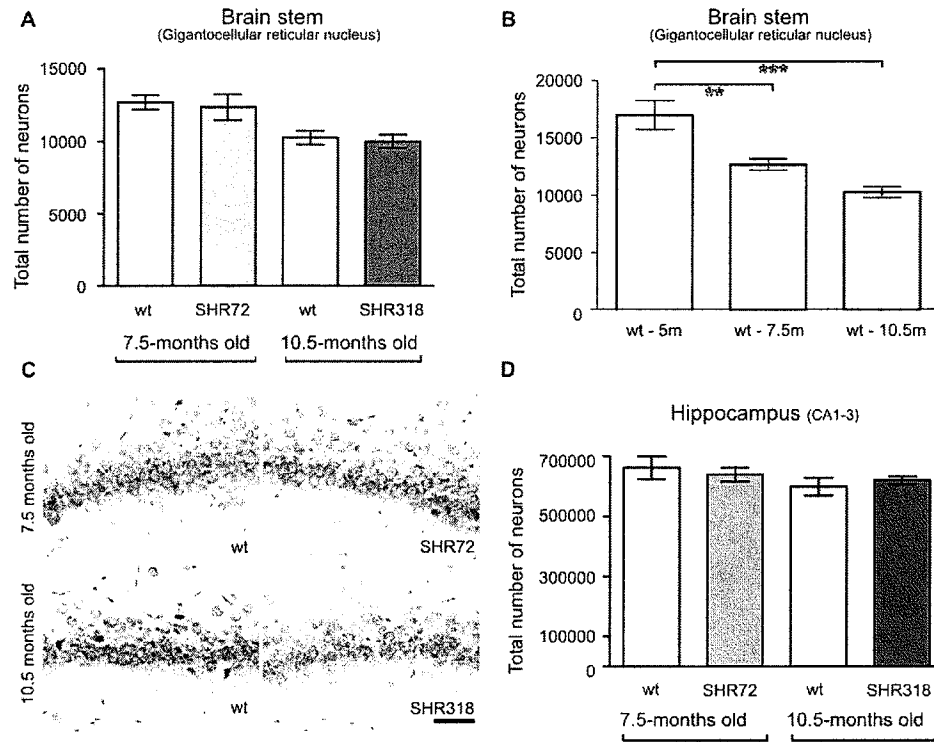 A
Brain stem
(Gigantocellular reticular nucleus)
Total number of neurons
15000
10000
5000
0
wt
SHR72
wt
SHR318
7.5-months old
10.5-months old
B
Brain stem
(Gigantocellular reticular nucleus)
Total number of neurons
20000
15000
10000
5000
0
***
**
wt - 5m
wt - 7.5m
wt - 10.5m
C
7.5 months old
wt
SHR72
10.5 months old
wt
SHR318
D
Hippocampus (CA1-3)
Total number of neurons
700000
500000
300000
100000
0
wt
SHR72
wt
SHR318
7.5-months old
10.5-months old